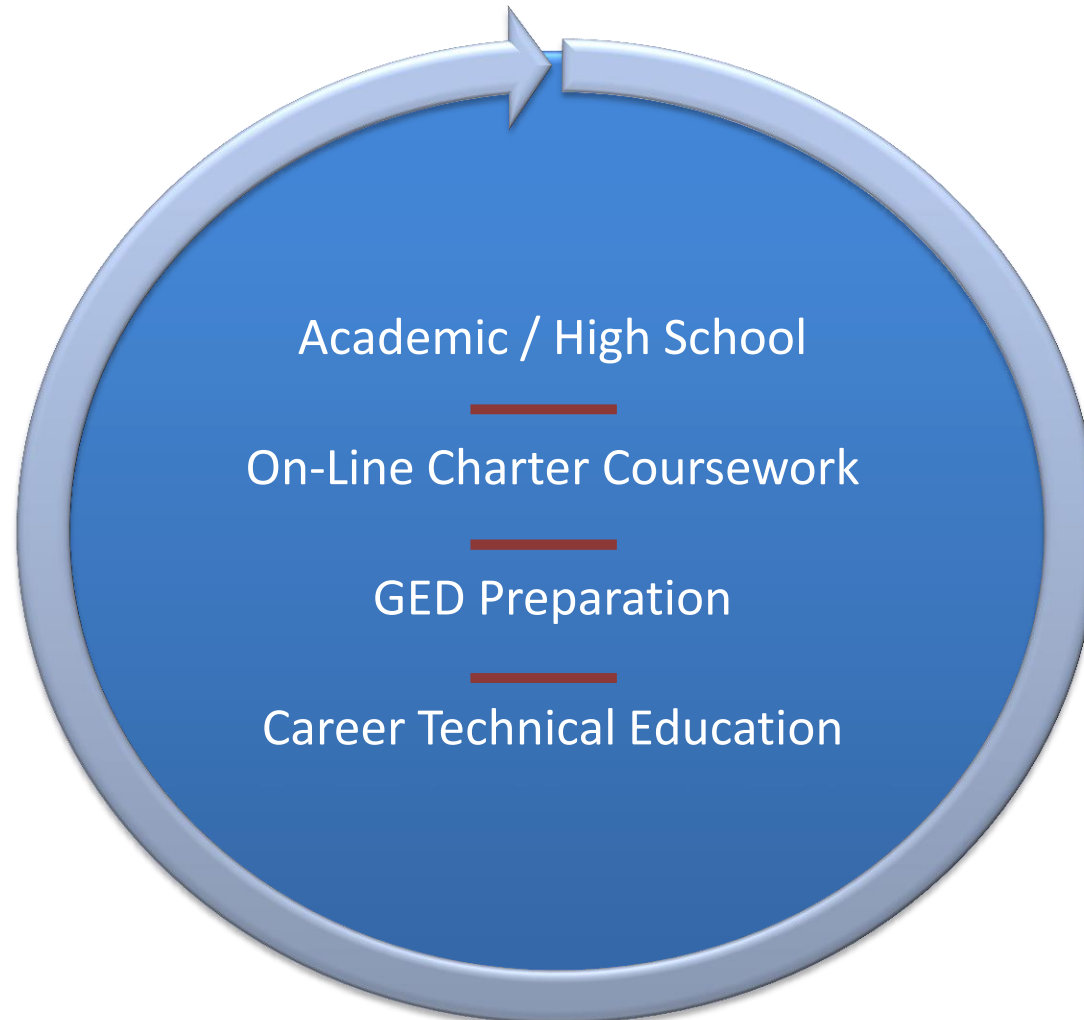 Academic / High School
On-Line Charter Coursework
GED Preparation
Career Technical Education